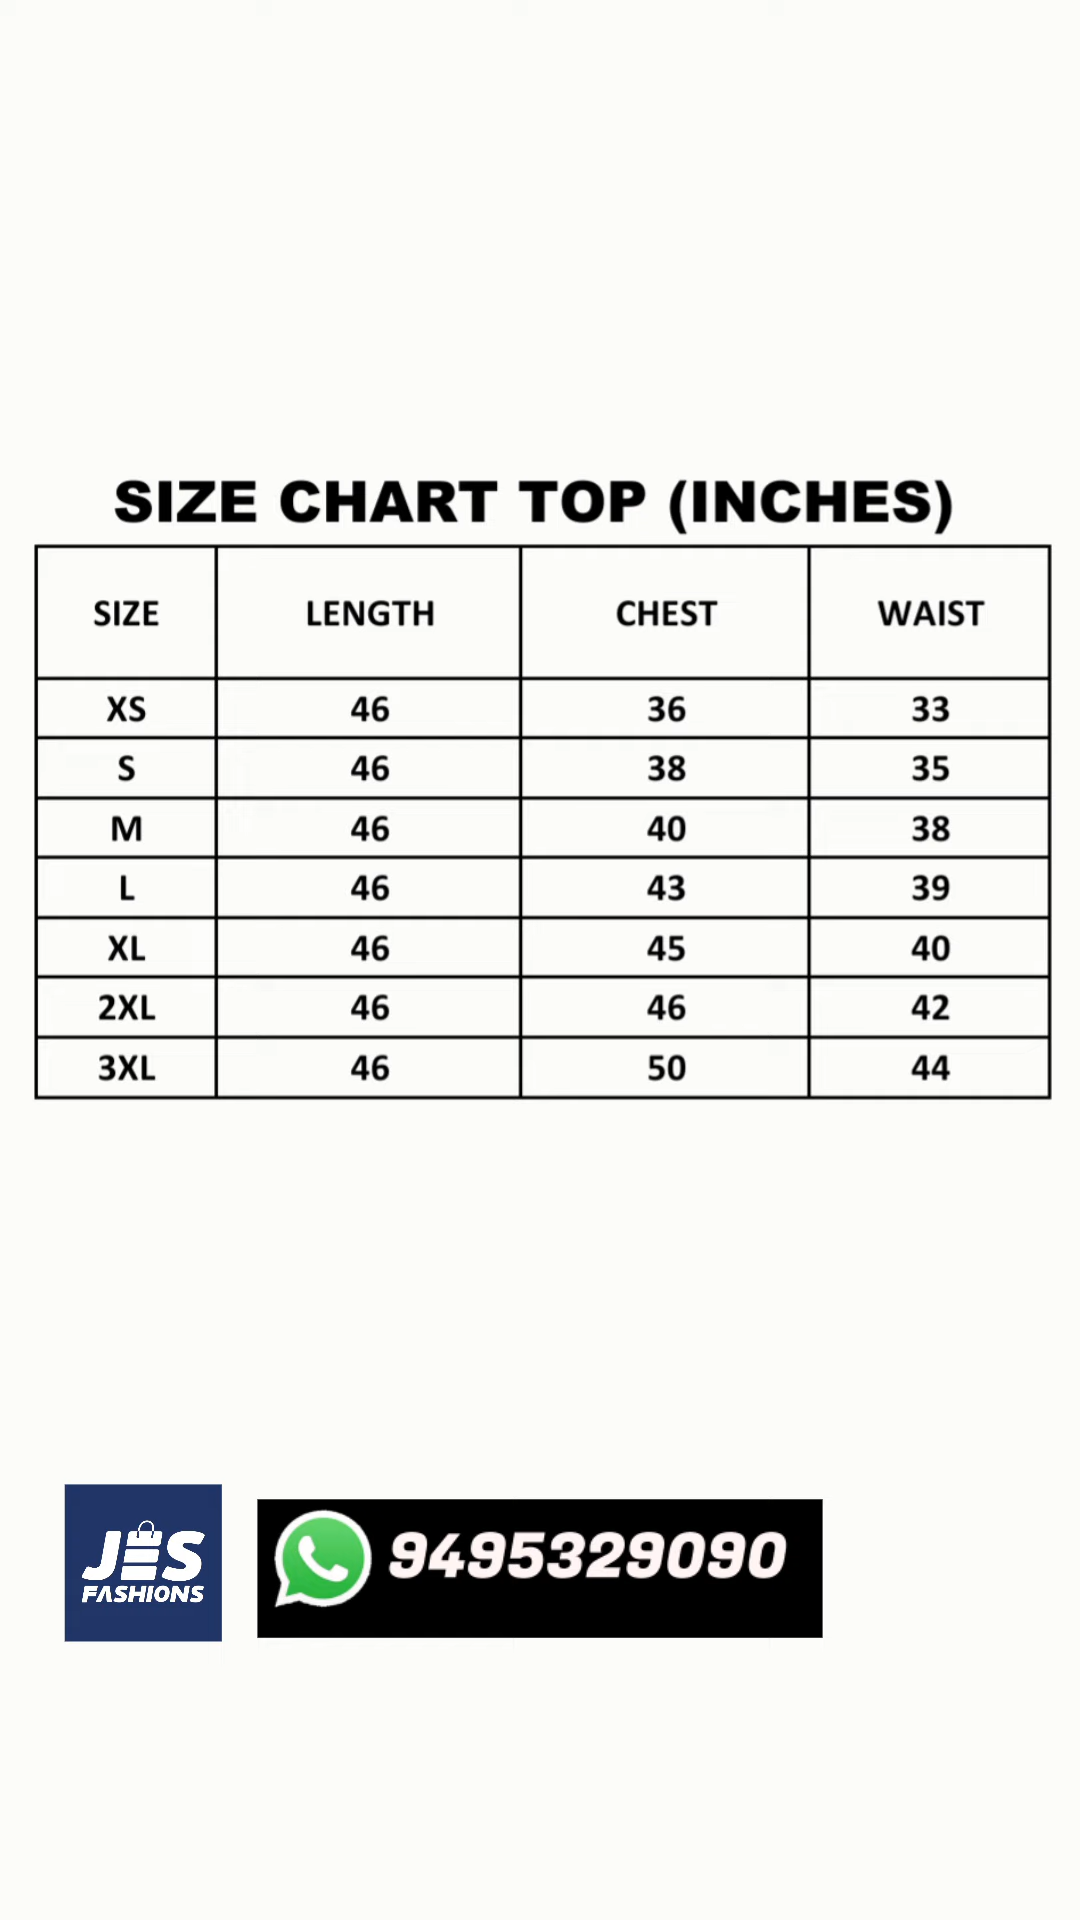 SIZE CHART TOP (INCHES)
SIZE LENGTH CHEST WAIST
XS 46 36 33
S 46 38 35
M 46 40 38
L 46 43 39
XL 46 45 40
2XL 46 46 42
3XL 46 50 44
JES
FASHIONS
9495329090